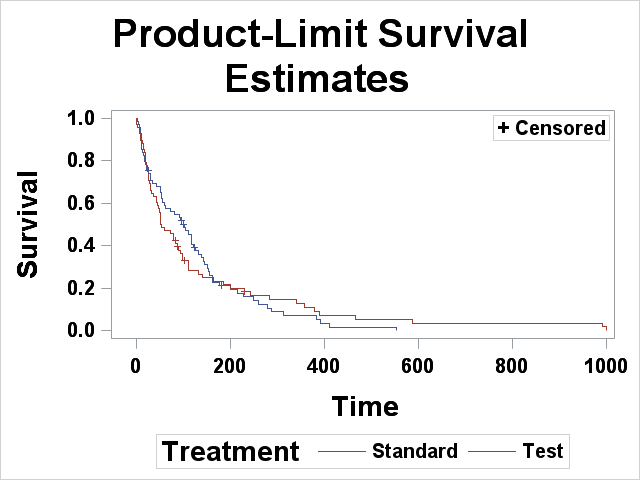 Product-Limit Survival
Estimates
+ Censored
Survival
1.0
0.8
0.6
0.4
0.2
0.0
0 200 400 600 800 1000
Time
Treatment Standard Test